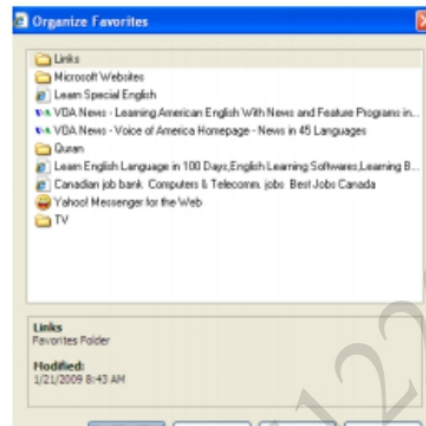 Organize Favorites
Links
Microsoft Websites
Learn Special English
VOA News - Learning American English With News and Feature Programs in...
VOA News - Voice of America Homepage - News in 45 Languages
Quran
Learn English Language in 100 Days,English Learning Softwares,Learning B...
Canadian job bank. Computers & Telecomm. jobs Best Jobs Canada
Yahoo! Messenger for the Web
TV
Links
Favorites Folder
Modified:
1/21/2009 8:43 AM